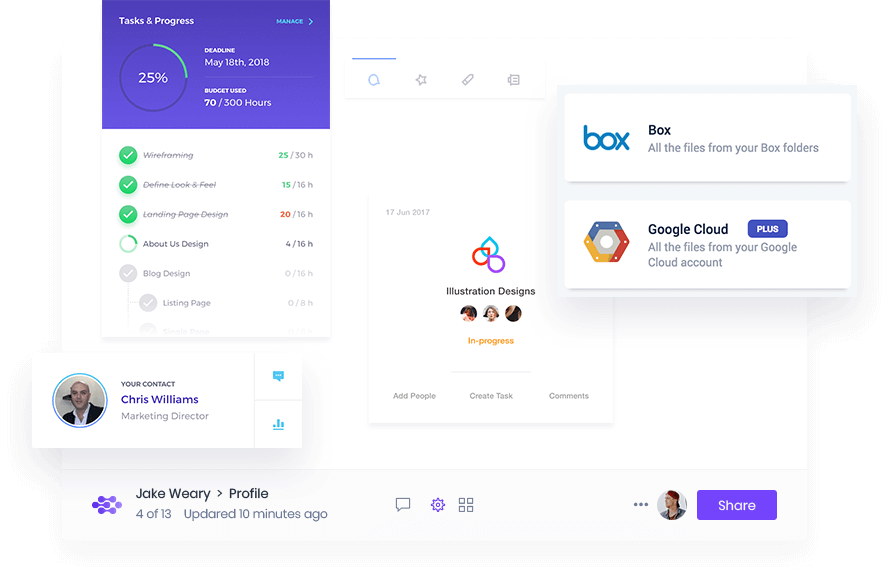 Tasks & Progress
MANAGE
25%
DEADLINE
May 18th, 2018
BUDGET USED
70 / 300 Hours
Wireframing 25 / 30 h
Define Look & Feel 15 / 16 h
Landing Page Design 20 / 16 h
About Us Design 4 / 16 h
Blog Design 0 / 16 h
Listing Page 0 / 8 h
Single Page
17 Jun 2017
Illustration Designs
In-progress
Add People Create Task Comments
box
Box
All the files from your Box folders
Google Cloud PLUS
All the files from your Google
Cloud account
YOUR CONTACT
Chris Williams
Marketing Director
Jake Weary > Profile
4 of 13 Updared 10 minutes ago
Share